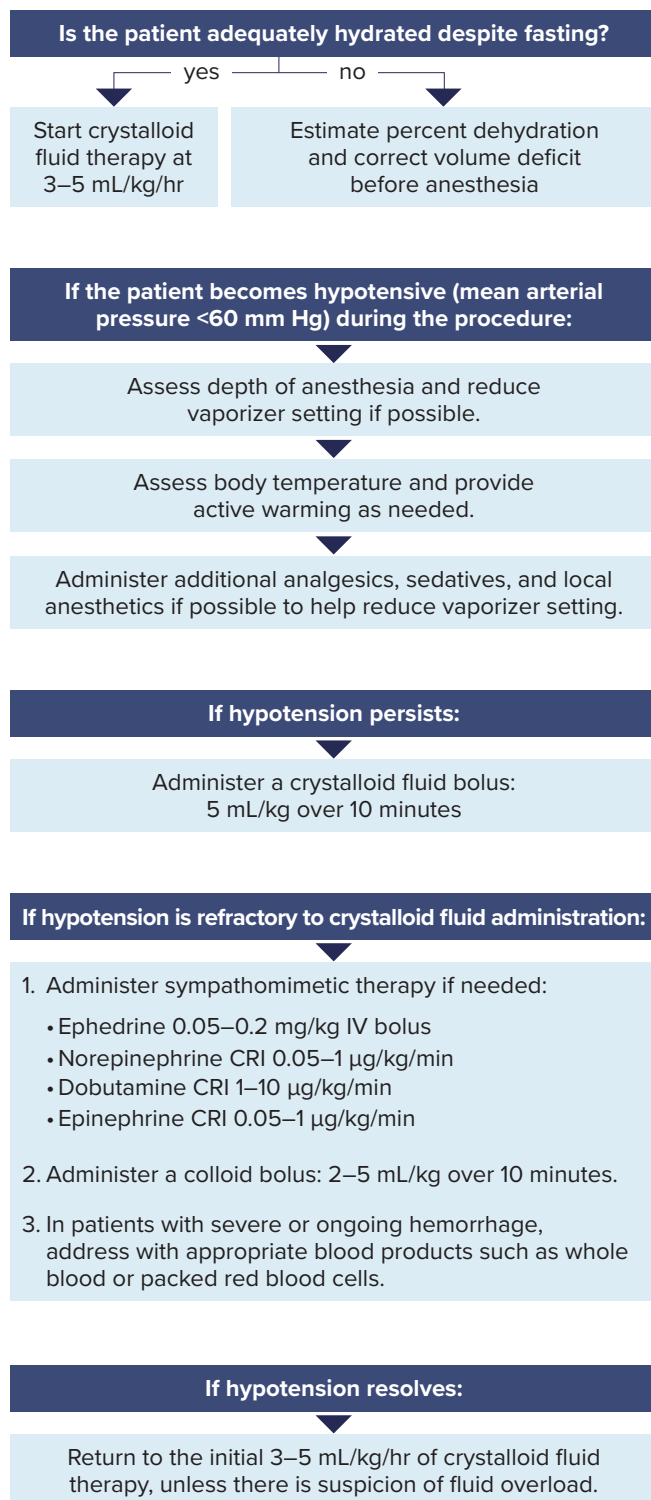 Is the patient adequately hydrated despite fasting?
yes
no
Start crystalloid
fluid therapy at
3–5 mL/kg/hr
Estimate percent dehydration
and correct volume deficit
before anesthesia
If the patient becomes hypotensive (mean arterial
pressure <60 mm Hg) during the procedure:
Assess depth of anesthesia and reduce
vaporizer setting if possible.
Assess body temperature and provide
active warming as needed.
Administer additional analgesics, sedatives, and local
anesthetics if possible to help reduce vaporizer setting.
If hypotension persists:
Administer a crystalloid fluid bolus:
5 mL/kg over 10 minutes
If hypotension is refractory to crystalloid fluid administration:
1. Administer sympathomimetic therapy if needed:
• Ephedrine 0.05–0.2 mg/kg IV bolus
• Norepinephrine CRI 0.05–1 µg/kg/min
• Dobutamine CRI 1–10 µg/kg/min
• Epinephrine CRI 0.05–1 µg/kg/min
2. Administer a colloid bolus: 2–5 mL/kg over 10 minutes.
3. In patients with severe or ongoing hemorrhage,
address with appropriate blood products such as whole
blood or packed red blood cells.
If hypotension resolves:
Return to the initial 3–5 mL/kg/hr of crystalloid fluid
therapy, unless there is suspicion of fluid overload.